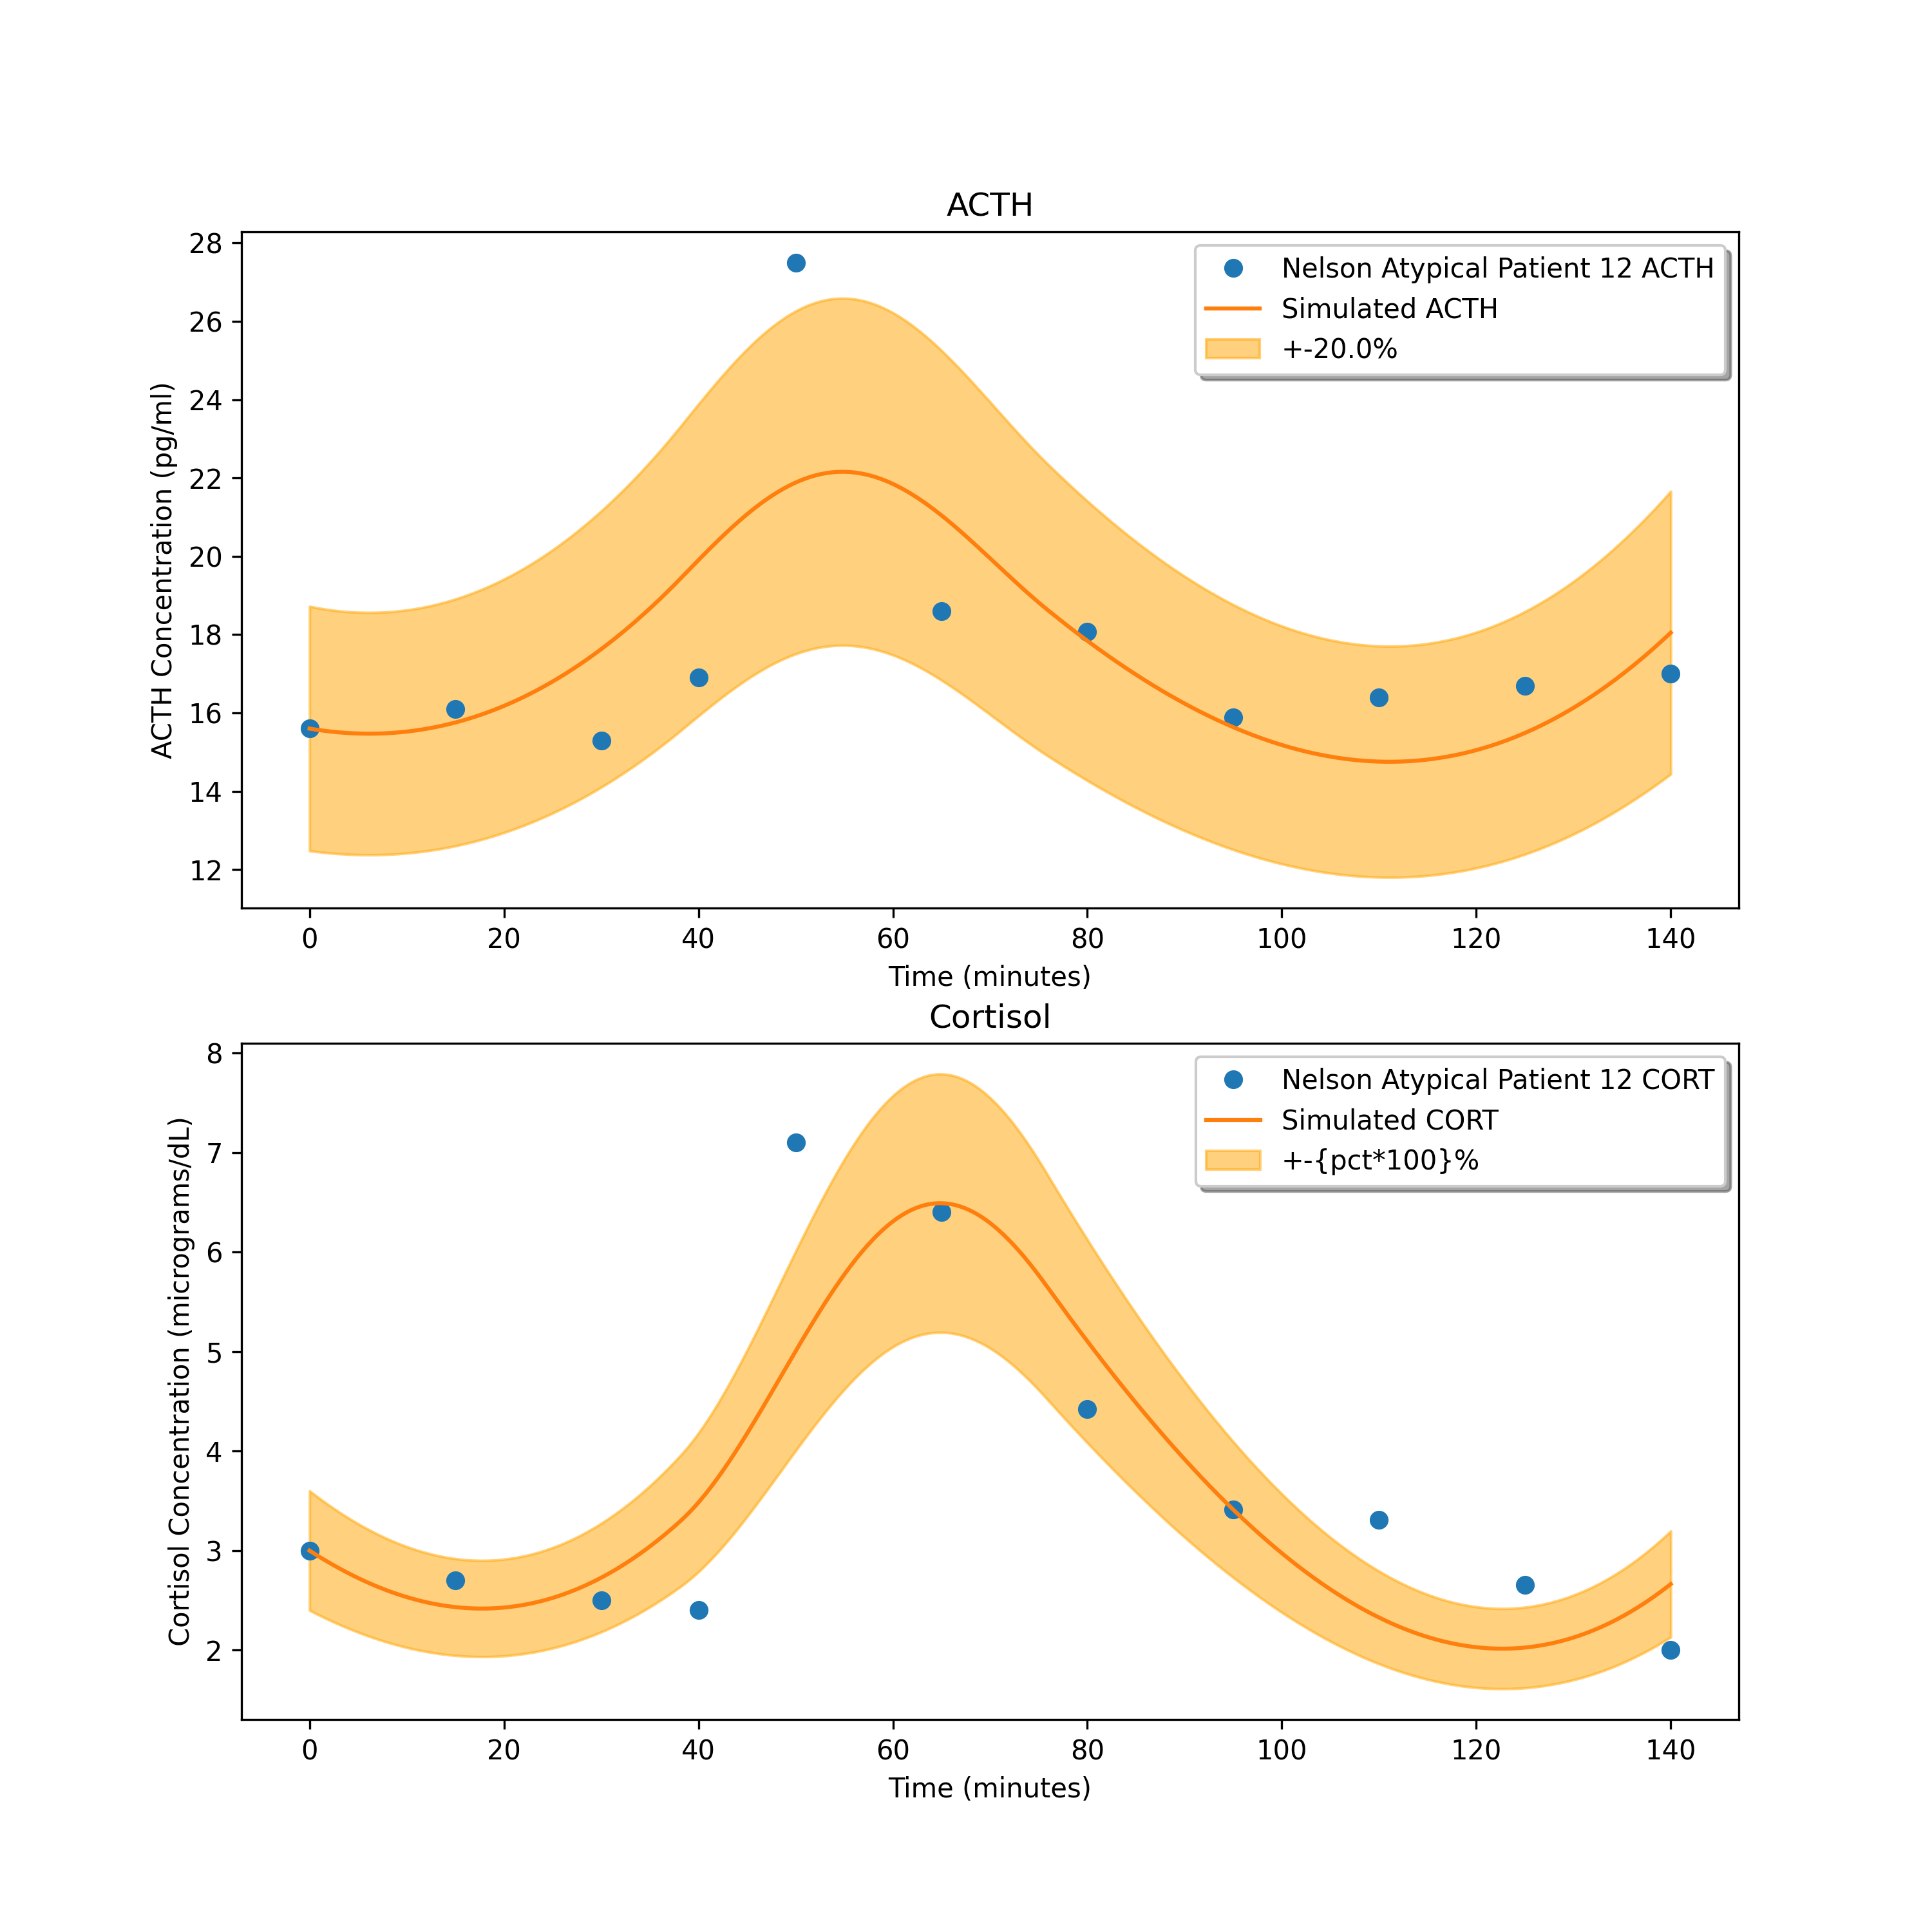 ACTH
28
26
24
22
20
18
16
14
12
ACTH Concentration (pg/ml)
Nelson Atypical Patient 12 ACTH
Simulated ACTH
+-20.0%
0 20 40 60 80 100 120 140
Time (minutes)
Cortisol
8
7
6
5
4
3
2
Cortisol Concentration (micrograms/dL)
Nelson Atypical Patient 12 CORT
Simulated CORT
+-{pct*100}%
0 20 40 60 80 100 120 140
Time (minutes)